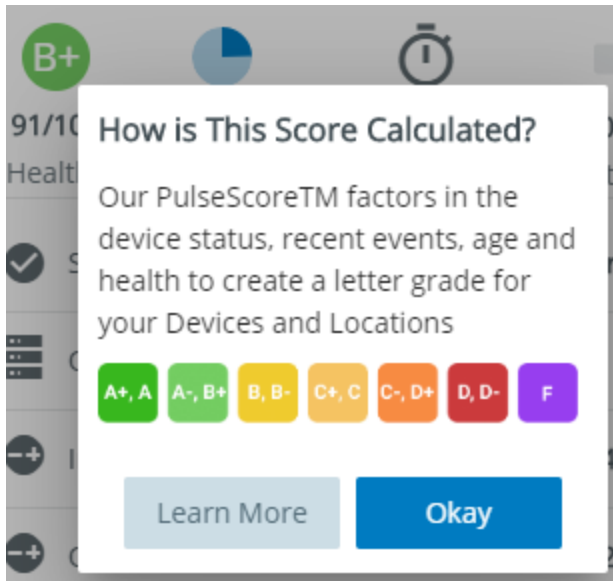 B+
91/10
Healt
How is This Score Calculated?
Our PulseScoreTM factors in the
device status, recent events, age and
health to create a letter grade for
your Devices and Locations
A+, A A-, B+ B, B- C+, C C-, D+ D, D- F
Learn More Okay